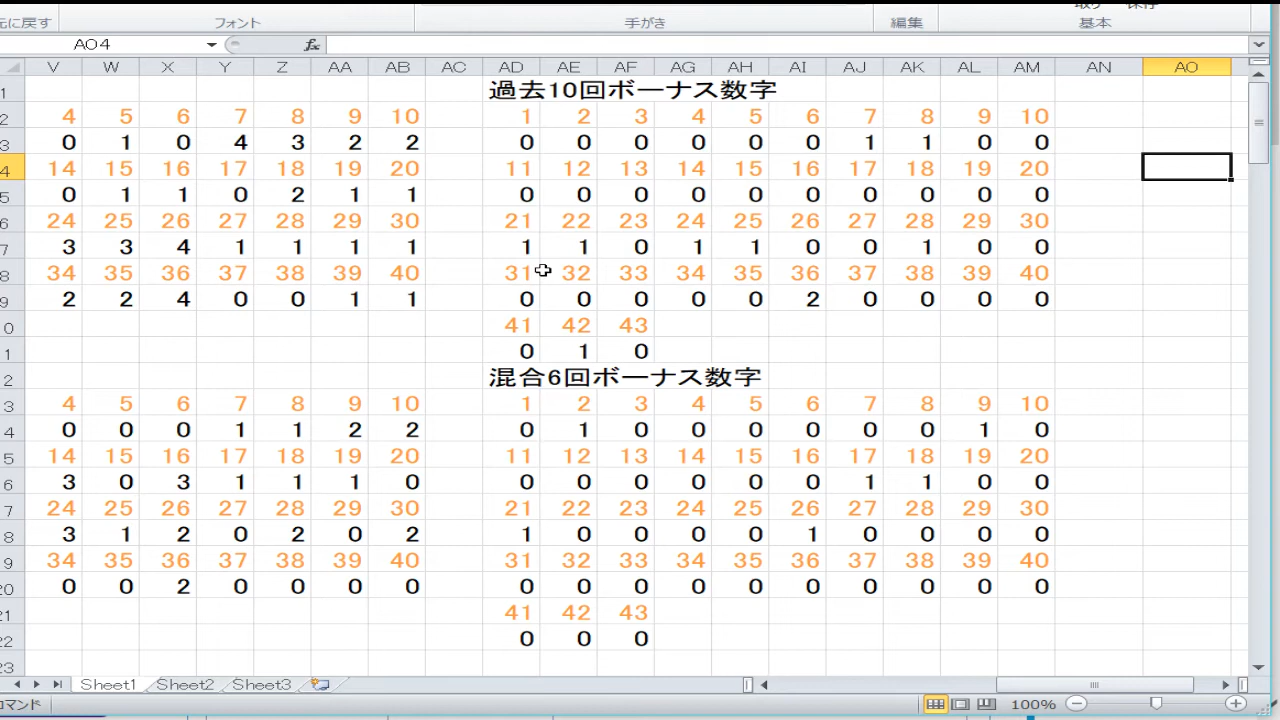 元に戻す フォント 手がき 編集 基本
AO4 fx
V W X Y Z AA AB AC AD AE AF AG AH AI AJ AK AL AM AN AO
1 過去10回ボーナス数字
2 4 5 6 7 8 9 10 1 2 3 4 5 6 7 8 9 10
3 0 1 0 4 3 2 2 0 0 0 0 0 0 1 1 0 0
4 14 15 16 17 18 19 20 11 12 13 14 15 16 17 18 19 20
5 0 1 1 0 2 1 1 0 0 0 0 0 0 0 0 0 0
6 24 25 26 27 28 29 30 21 22 23 24 25 26 27 28 29 30
7 3 3 4 1 1 1 1 1 1 0 1 1 0 0 1 0 0
8 34 35 36 37 38 39 40 31 32 33 34 35 36 37 38 39 40
9 2 2 4 0 0 1 1 0 0 0 0 0 2 0 0 0 0
0 41 42 43
1 0 1 0
2 混合6回ボーナス数字
3 4 5 6 7 8 9 10 1 2 3 4 5 6 7 8 9 10
4 0 0 0 1 1 2 2 0 1 0 0 0 0 0 0 1 0
5 14 15 16 17 18 19 20 11 12 13 14 15 16 17 18 19 20
6 3 0 3 1 1 1 0 0 0 0 0 0 0 1 1 0 0
7 24 25 26 27 28 29 30 21 22 23 24 25 26 27 28 29 30
8 3 1 2 0 2 0 2 1 0 0 0 0 1 0 0 0 0
9 34 35 36 37 38 39 40 31 32 33 34 35 36 37 38 39 40
20 0 0 2 0 0 0 0 0 0 0 0 0 0 0 0 0 0
21 41 42 43
22 0 0 0
23
Sheet1 Sheet2 Sheet3
コマンド 100%